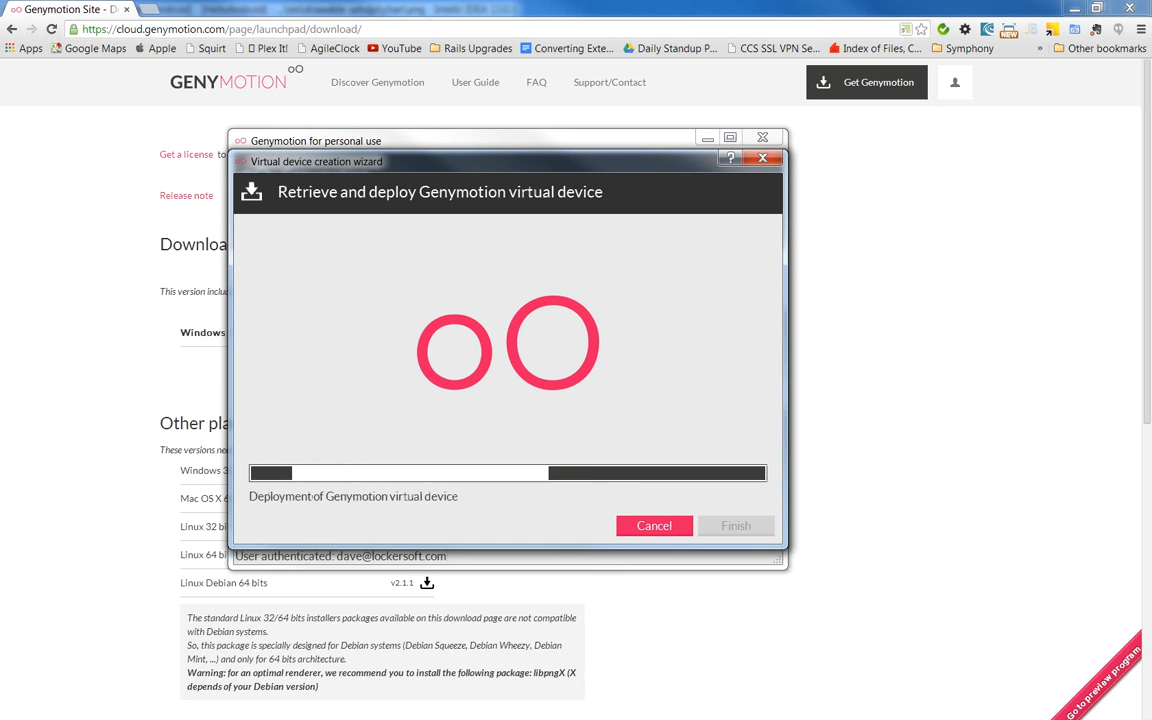 Genymotion Site - D
IntelliJ IDEA
https://cloud.genymotion.com/page/launchpad/download/
Apps Google Maps Apple Squirt Plex It! AgileClock YouTube Rails Upgrades Converting Exte... Daily Standup P... CCS SSL VPN Se... Index of Files, C... Symphony » Other bookmarks
GENYMOTION Discover Genymotion User Guide FAQ Support/Contact Get Genymotion
Genymotion for personal use
Get a license to
Virtual device creation wizard
Retrieve and deploy Genymotion virtual device
Release note
Downloa
This version inclu
Windows
Other pla
These versions ne
Windows 3
Deployment of Genymotion virtual device
Mac OS X 6
Linux 32 bi
Cancel Finish
Linux 64 bi
User authenticated: dave@lockersoft.com
Linux Debian 64 bits v2.1.1
The standard Linux 32/64 bits installers packages available on this download page are not compatible
with Debian systems.
So, this package is specially designed for Debian systems (Debian Squeeze, Debian Wheezy, Debian
Mint, ...) and only for 64 bits architecture.
Warning: for an optimal renderer, we recommend you to install the following package: libpngX (X
depends of your Debian version)
Go to preview program